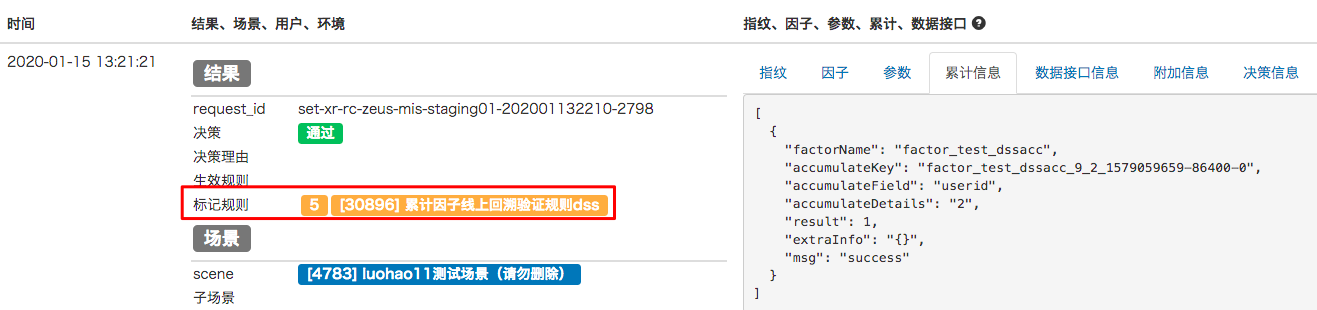 时间
结果、场景、用户、环境
指纹、因子、参数、累计、数据接口 ?
2020-01-15 13:21:21
结果
request_id set-xr-rc-zeus-mis-staging01-202001132210-2798
决策 通过
决策理由
生效规则
标记规则 5 [30896] 累计因子线上回溯验证规则dss
场景
scene [4783] luohao11测试场景（请勿删除）
子场景
指纹 因子 参数 累计信息 数据接口信息 附加信息 决策信息
[
{
"factorName": "factor_test_dssacc",
"accumulateKey": "factor_test_dssacc_9_2_1579059659-86400-0",
"accumulateField": "userid",
"accumulateDetails": "2",
"result": 1,
"extraInfo": "{}",
"msg": "success"
}
]